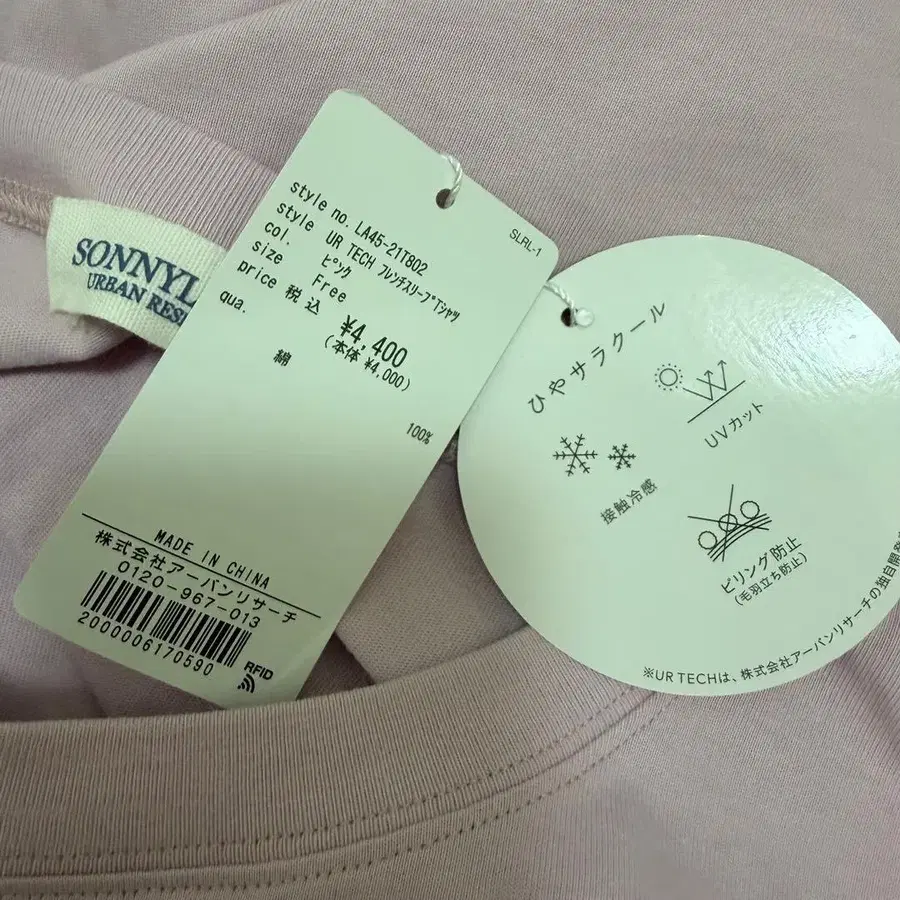 SONNYL
URBAN RES
SLRL-1
style no. LA45-21T802
style UR TECH フレンチスリーブTシャツ
col. ピンク
size Free
price 税込 ¥4,400
(本体 ¥4,000)
qua.
綿 100%
MADE IN CHINA
株式会社アーバンリサーチ
0120-967-013
2000006170590
RFID
ひやサラクール
UVカット
接触冷感
ピリング防止
(毛羽立ち防止)
※UR TECHは、株式会社アーバンリサーチの独自開発